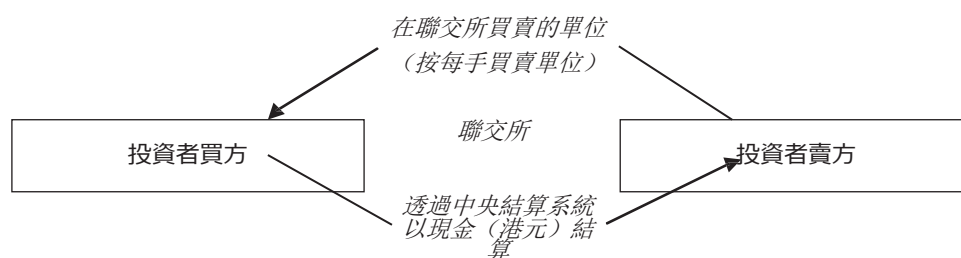 在聯交所買賣的單位
（按每手買賣單位）
聯交所
投資者買方
投資者賣方
透過中央結算系統
以現金（港元）結
算